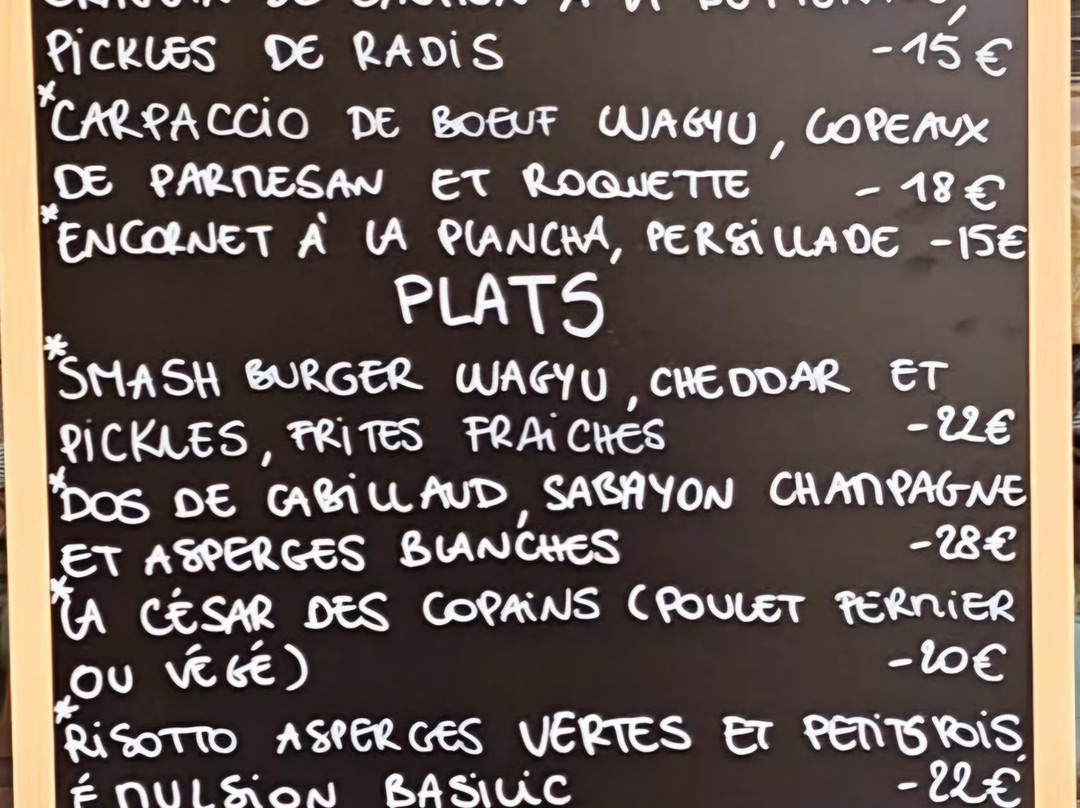 PICKLES DE RADIS -15€
*CARPACCIO DE BOEUF WAGYU, COPEAUX
DE PARMESAN ET ROQUETTE - 18€
*ENCORNET À LA PLANCHA, PERSILLADE -15€
PLATS
*SMASH BURGER WAGYU, CHEDDAR ET
PICKLES, FRITES FRAICHES -22€
*DOS DE CABILLAUD, SABAYON CHAMPAGNE
ET ASPERGES BLANCHES -28€
*LA CÉSAR DES COPAINS (POULET FERMIER
OU VÉGÉ) -20€
*RISOTTO ASPERGES VERTES ET PETITS POIS,
ÉMULSION BASILIC -22€